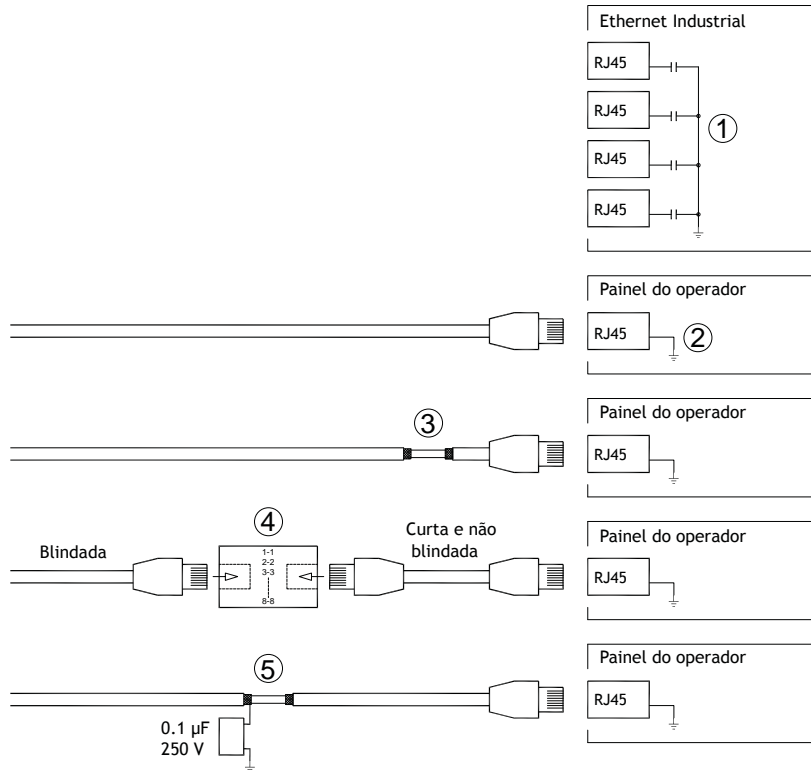 Ethernet Industrial
RJ45
RJ45
1
RJ45
RJ45
Painel do operador
RJ45
2
Painel do operador
3
RJ45
Painel do operador
4
Curta e não
blindada
Blindada
1-1
2-2
3-3
8-8
RJ45
Painel do operador
5
RJ45
0.1 µF
250 V